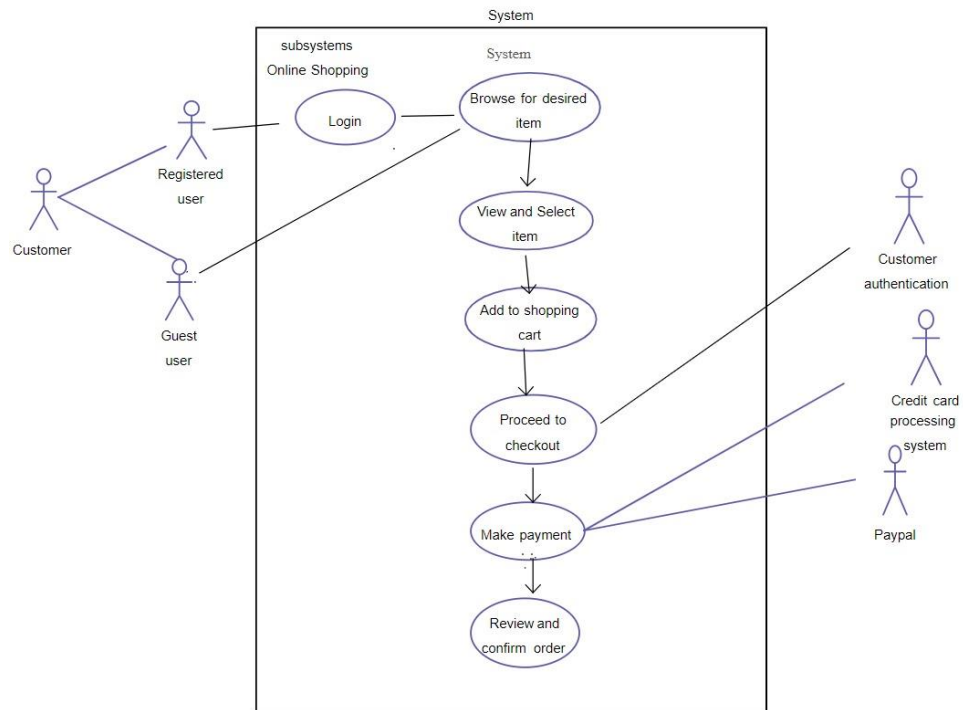 System
subsystems
Online Shopping
System
Browse for desired
item
Login
Registered
user
Customer
View and Select
item
Customer
authentication
Add to shopping
cart
Guest
user
Credit card
processing
system
Proceed to
checkout
Make payment
Paypal
Review and
confirm order